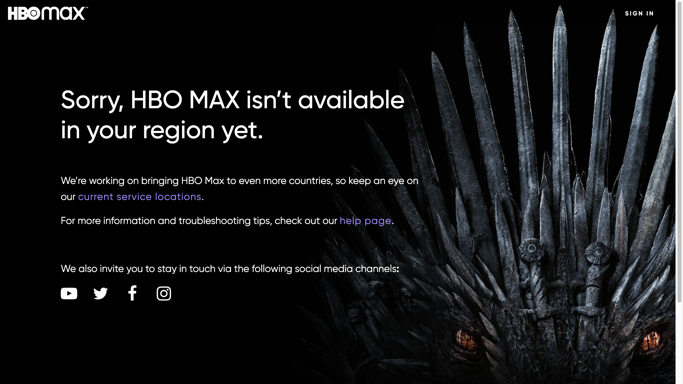 HBOMAX™
SIGN IN
Sorry, HBO MAX isn't available
in your region yet.
We're working on bringing HBO Max to even more countries, so keep an eye on
our current service locations.
For more information and troubleshooting tips, check out our help page.
We also invite you to stay in touch via the following social media channels: